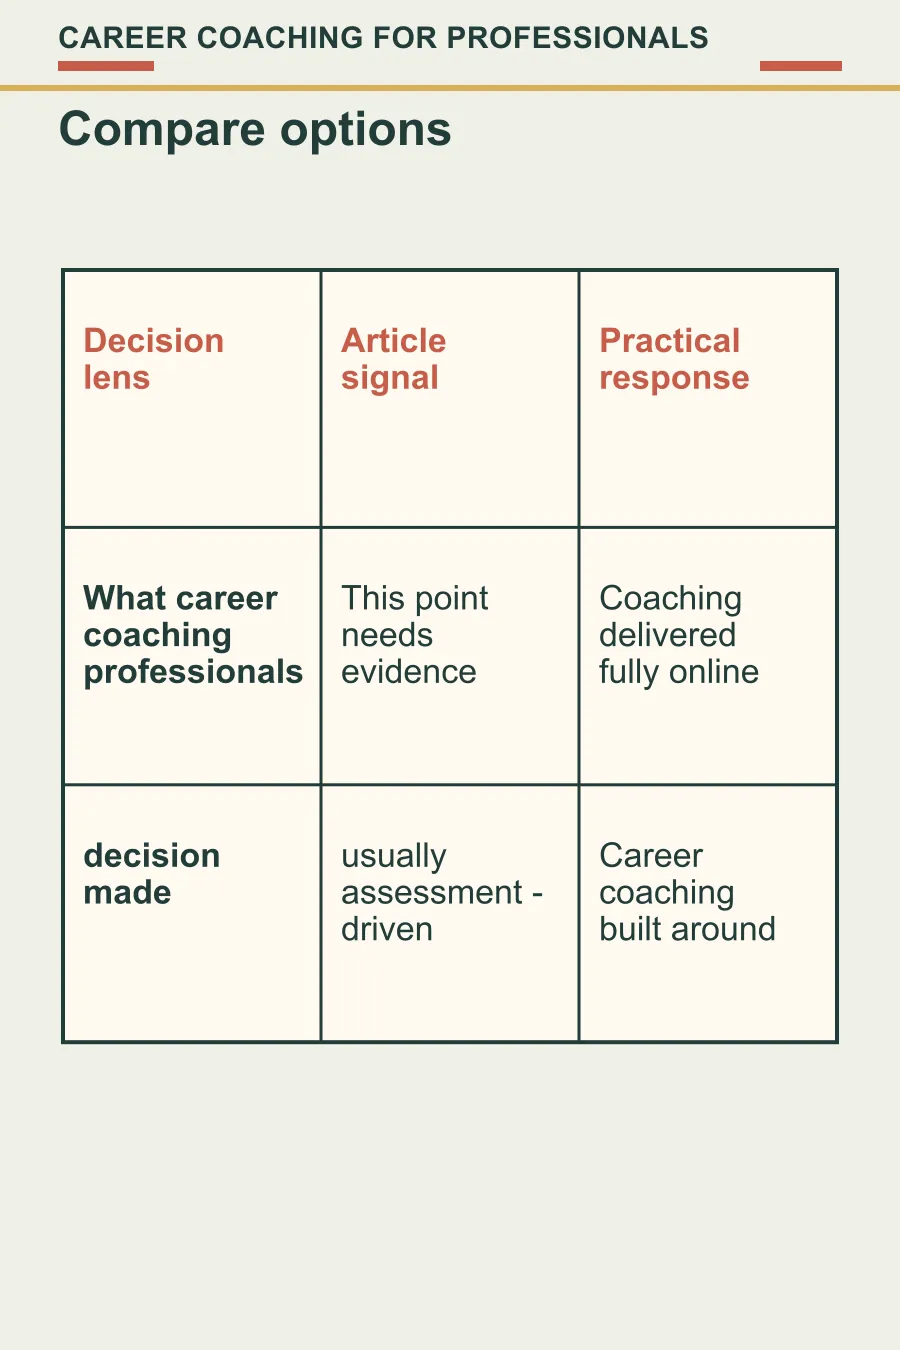 CAREER COACHING FOR PROFESSIONALS
Compare options
Decision
lens
Article
signal
Practical
response
What career
coaching
professionals
This point
needs
evidence
Coaching
delivered
fully online
decision
made
usually
assessment -
driven
Career
coaching
built around